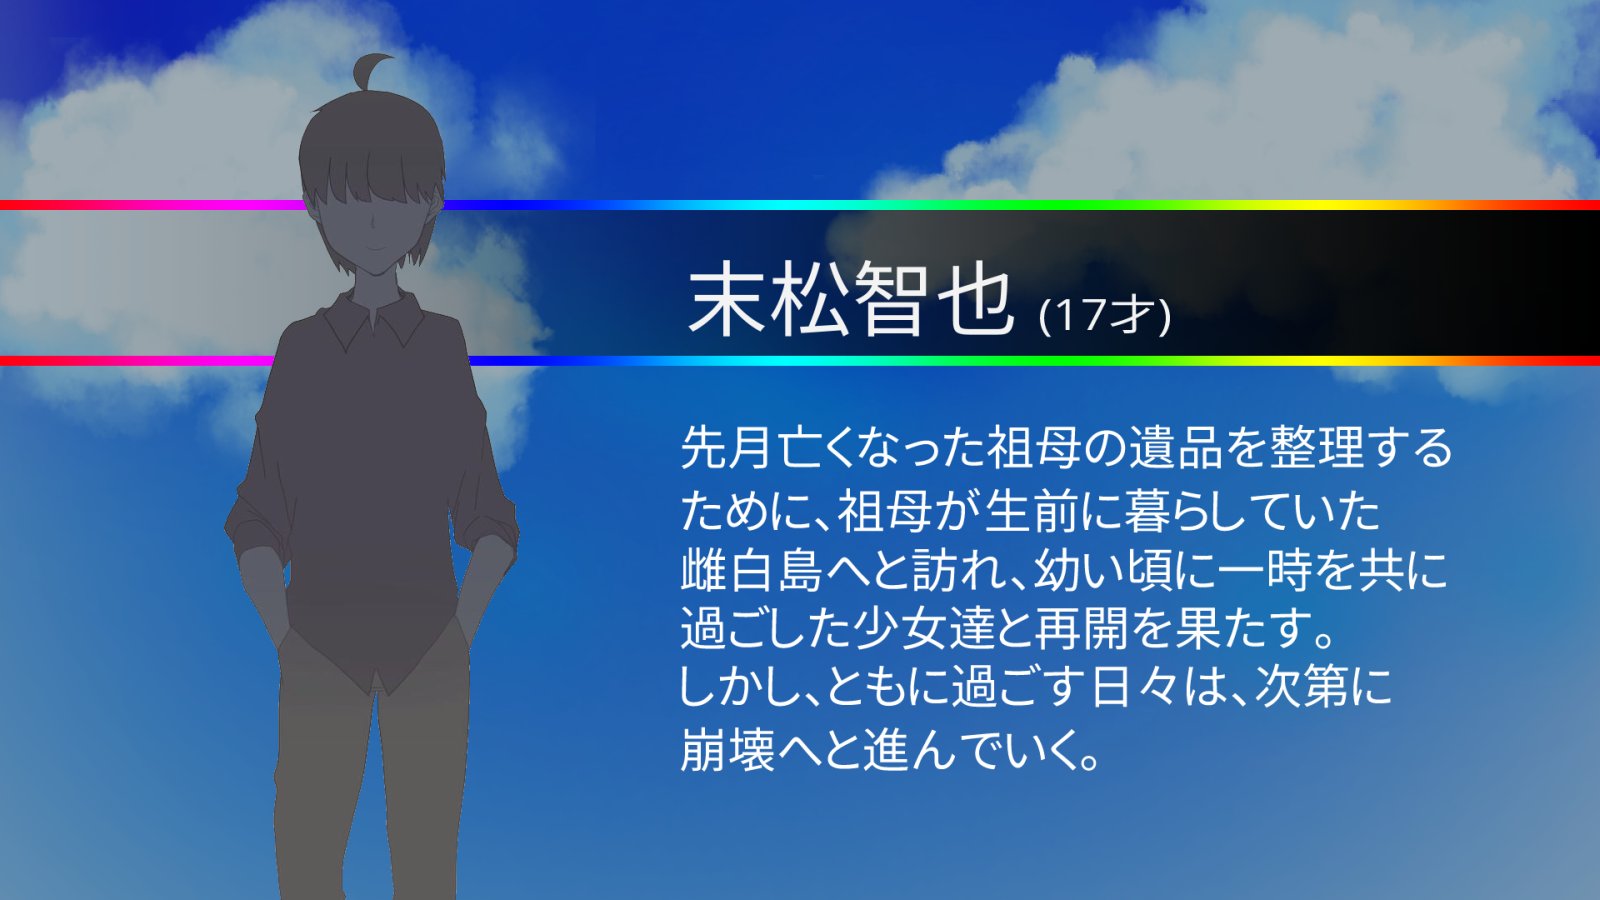 末松智也 (17才)
先月亡くなった祖母の遺品を整理する
ために、祖母が生前に暮らしていた
雌白島へと訪れ、幼い頃に一時を共に
過ごした少女達と再開を果たす。
しかし、ともに過ごす日々は、次第に
崩壊へと進んでいく。